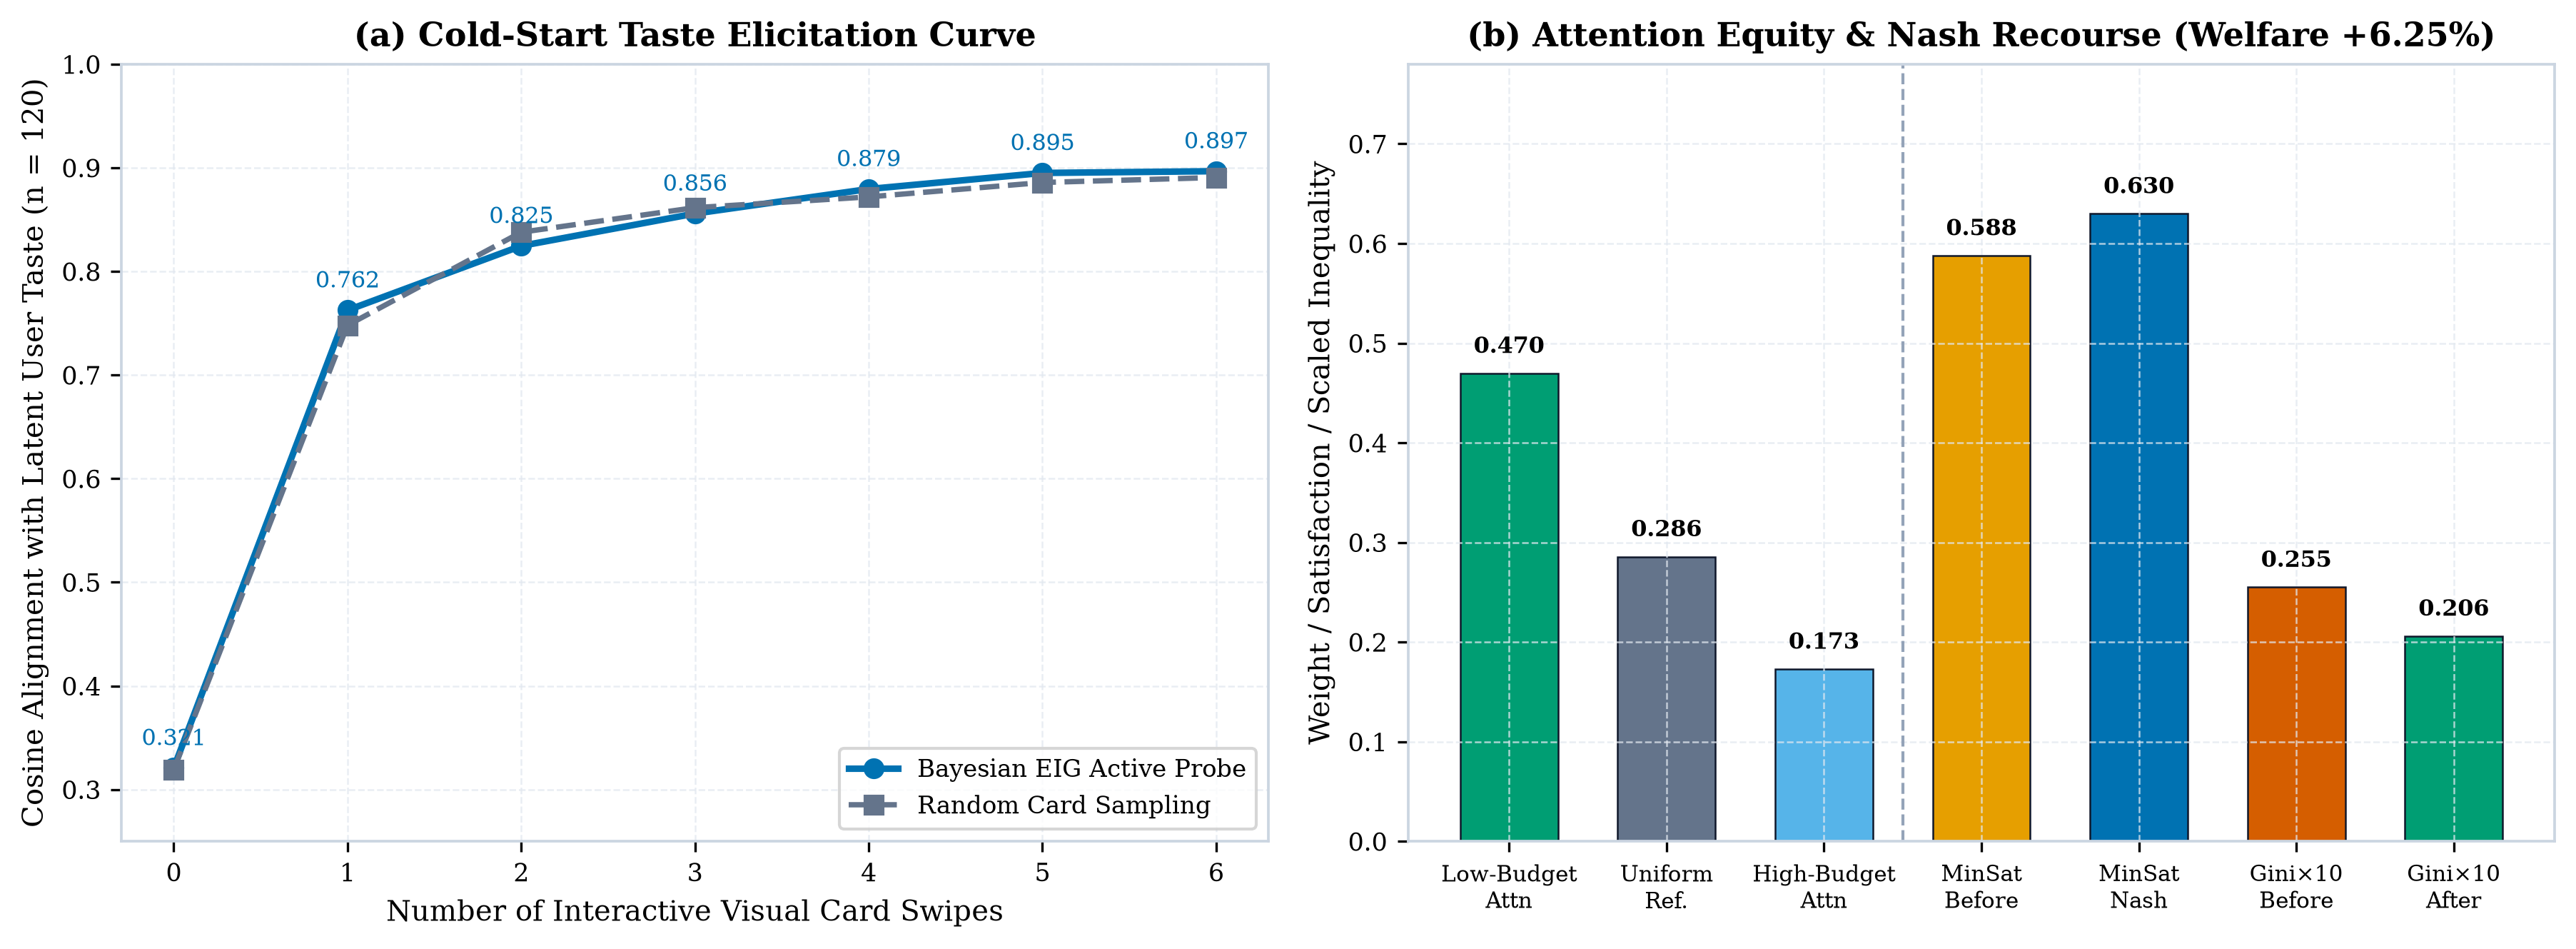 (a) Cold-Start Taste Elicitation Curve
Cosine Alignment with Latent User Taste (n = 120)
1.0
0.9
0.8
0.7
0.6
0.5
0.4
0.3
0.321
0.762
0.825
0.856
0.879
0.895
0.897
Bayesian EIG Active Probe
Random Card Sampling
0 1 2 3 4 5 6
Number of Interactive Visual Card Swipes
(b) Attention Equity & Nash Recourse (Welfare +6.25%)
Weight / Satisfaction / Scaled Inequality
0.7
0.6
0.5
0.4
0.3
0.2
0.1
0.0
0.470
0.286
0.173
0.588
0.630
0.255
0.206
Low-Budget
Attn
Uniform
Ref.
High-Budget
Attn
MinSat
Before
MinSat
Nash
Gini×10
Before
Gini×10
After